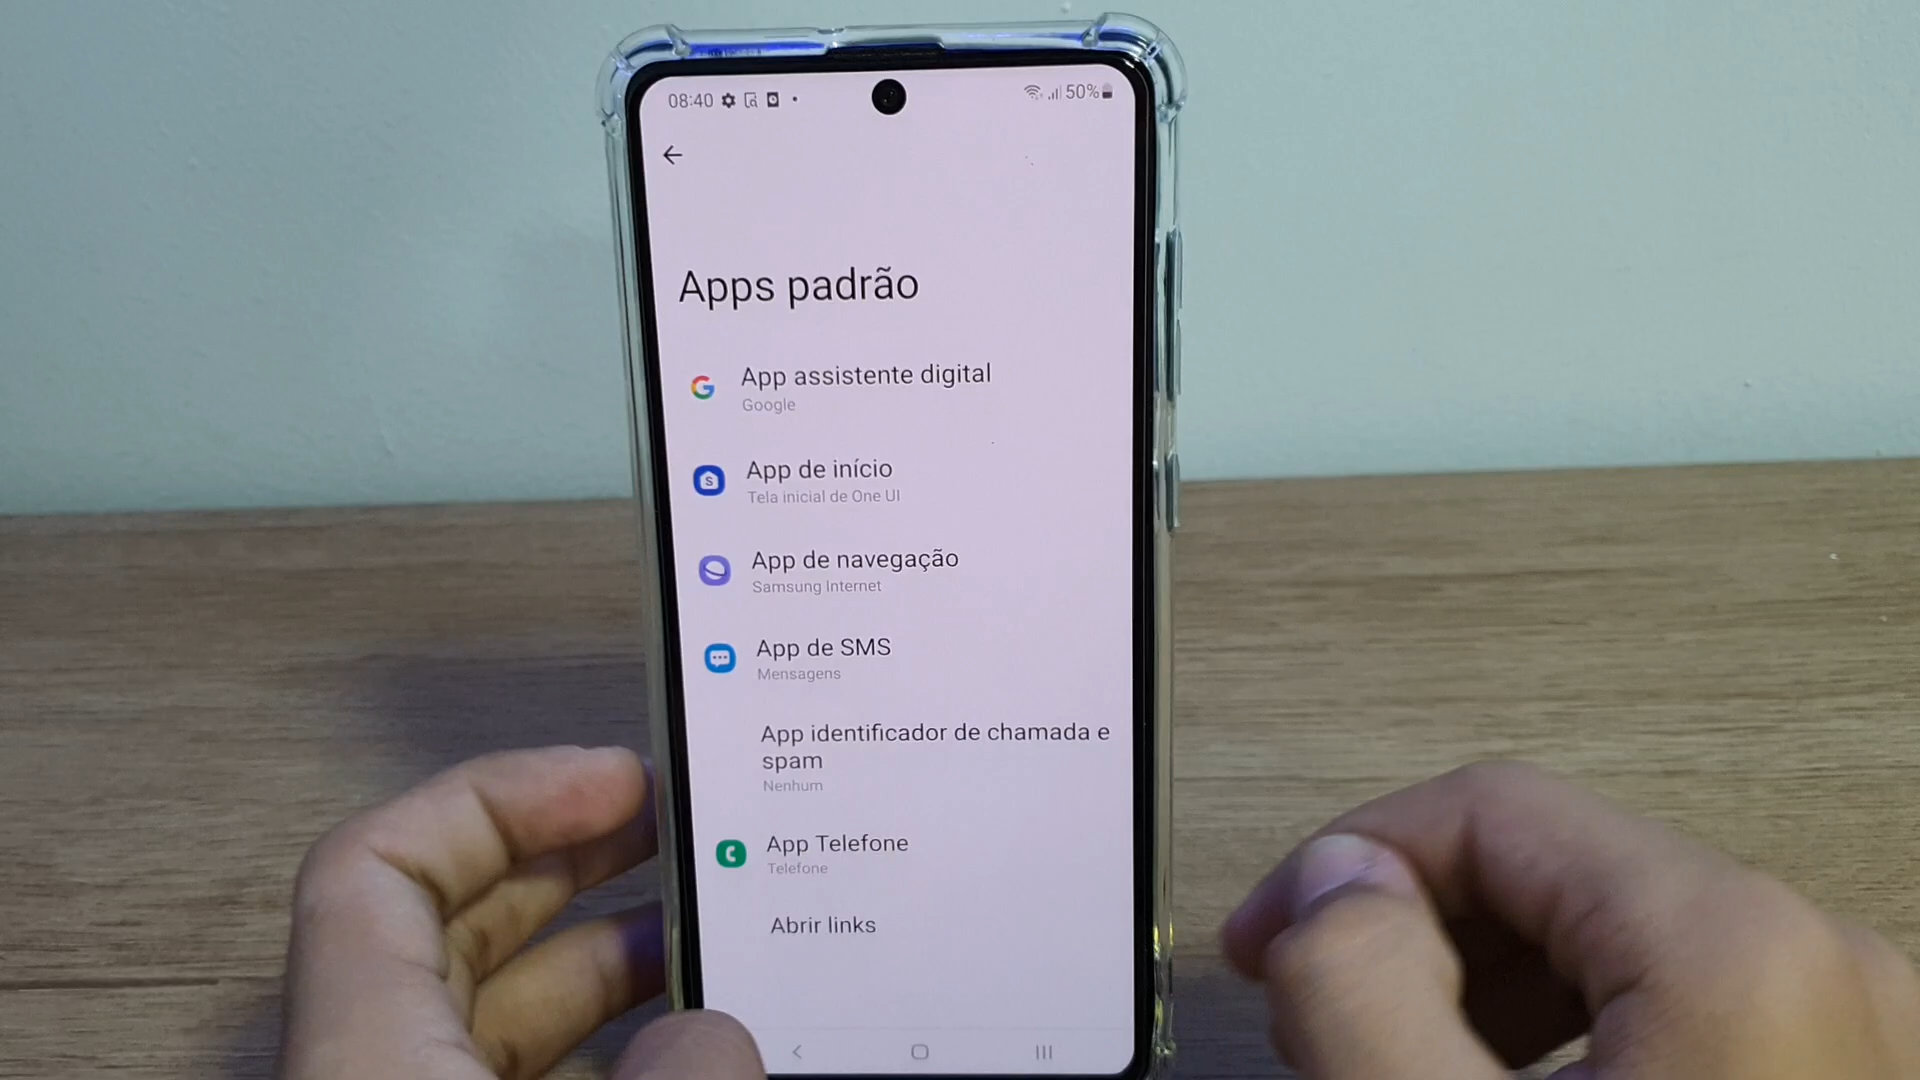 08:40
50%
Apps padrão
App assistente digital
Google
App de início
Tela inicial de One UI
App de navegação
Samsung Internet
App de SMS
Mensagens
App identificador de chamada e
spam
Nenhum
App Telefone
Telefone
Abrir links